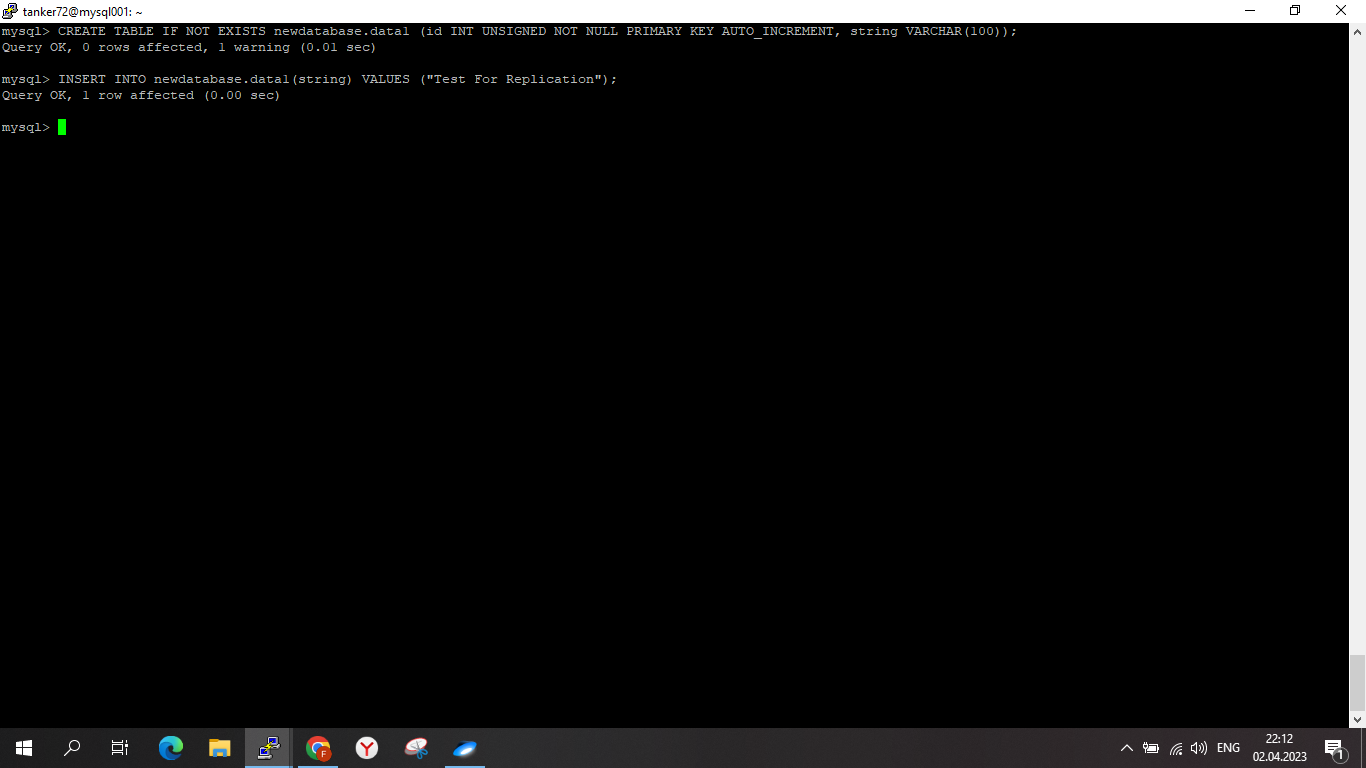 tanker72@mysql001: ~
mysql> CREATE TABLE IF NOT EXISTS newdatabase.data1 (id INT UNSIGNED NOT NULL PRIMARY KEY AUTO_INCREMENT, string VARCHAR(100));
Query OK, 0 rows affected, 1 warning (0.01 sec)
mysql> INSERT INTO newdatabase.data1(string) VALUES ("Test For Replication");
Query OK, 1 row affected (0.00 sec)
mysql>
F
Y
ENG
22:12
02.04.2023
1